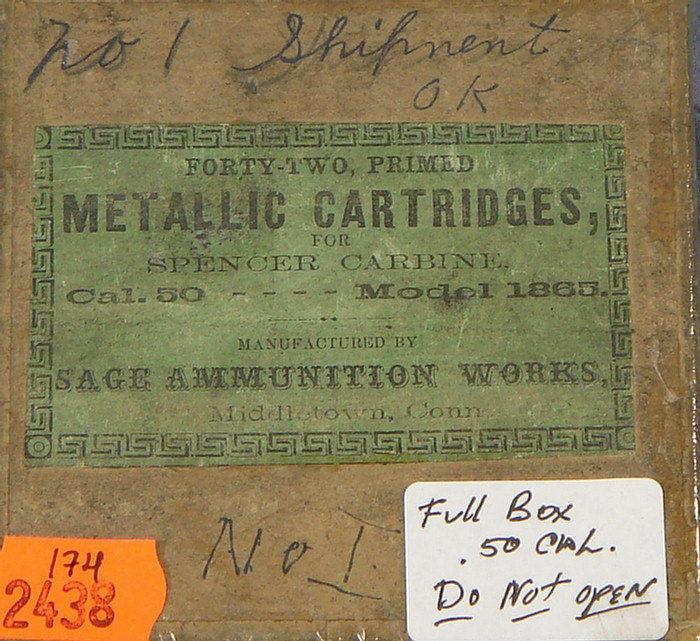 No 1 Shipment
OK
FORTY-TWO, PRIMED
METALLIC CARTRIDGES,
FOR
SPENCER CARBINE,
Cal. 50 - - - - Model 1865.
MANUFACTURED BY
SAGE AMMUNITION WORKS,
Middletown, Conn
No 1.
Full Box
.50 CAL.
Do Not open
174
2438